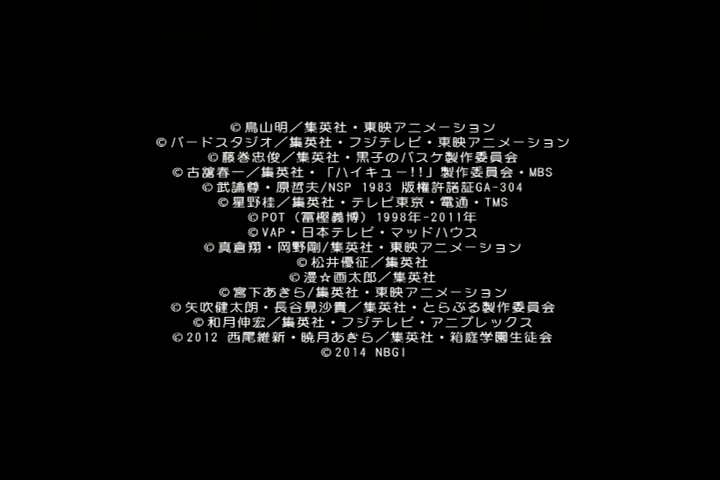 ©鳥山明／集英社・東映アニメーション
©バードスタジオ／集英社・フジテレビ・東映アニメーション
©藤巻忠俊／集英社・黒子のバスケ製作委員会
©古舘春一／集英社・「ハイキュー!!」製作委員会・MBS
©武論尊・原哲夫/NSP 1983 版権許諾証GA-304
©星野桂／集英社・テレビ東京・電通・TMS
©POT（冨樫義博）1998年-2011年
©VAP・日本テレビ・マッドハウス
©真倉翔・岡野剛/集英社・東映アニメーション
©松井優征／集英社
©漫☆画太郎／集英社
©宮下あきら/集英社・東映アニメーション
©矢吹健太朗・長谷見沙貴／集英社・とらぶる製作委員会
©和月伸宏／集英社・フジテレビ・アニプレックス
©2012 西尾維新・暁月あきら／集英社・箱庭学園生徒会
©2014 NBGI